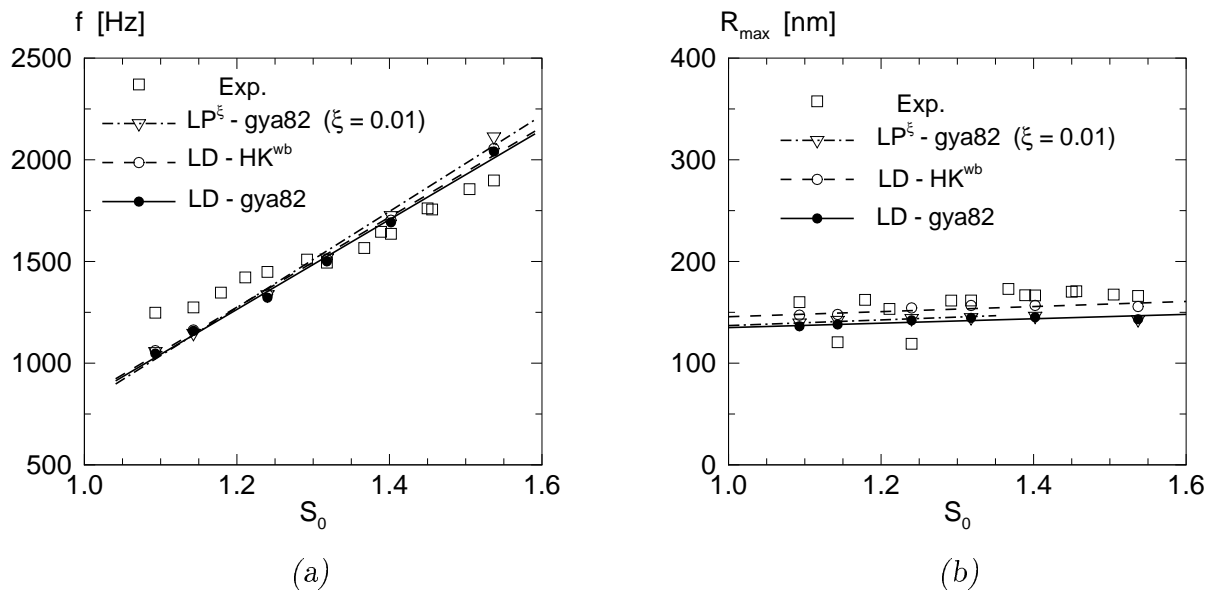 f [Hz]
2500
2000
1500
1000
500
Exp.
LP^ξ - gya82 (ξ = 0.01)
LD - HK^wb
LD - gya82
1.0 1.2 1.4 1.6
S_0
(a)
R_max [nm]
400
300
200
100
0
Exp.
LP^ξ - gya82 (ξ = 0.01)
LD - HK^wb
LD - gya82
1.0 1.2 1.4 1.6
S_0
(b)